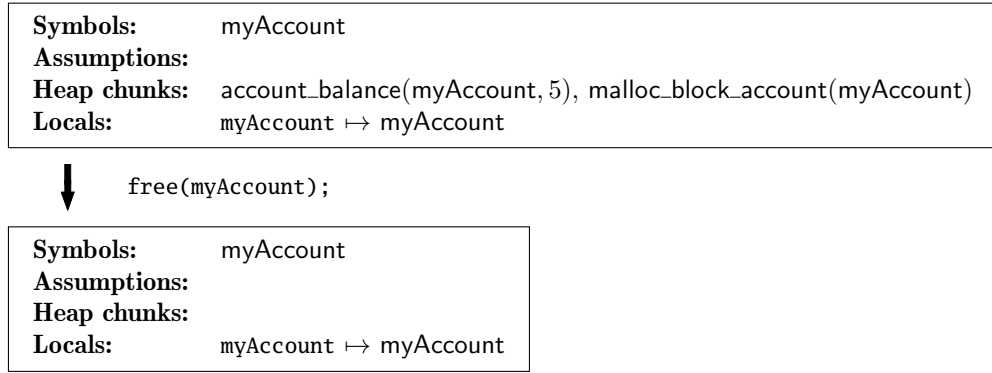 Symbols: myAccount
Assumptions:
Heap chunks: account_balance(myAccount, 5), malloc_block_account(myAccount)
Locals: myAccount ↦ myAccount
free(myAccount);
Symbols: myAccount
Assumptions:
Heap chunks:
Locals: myAccount ↦ myAccount